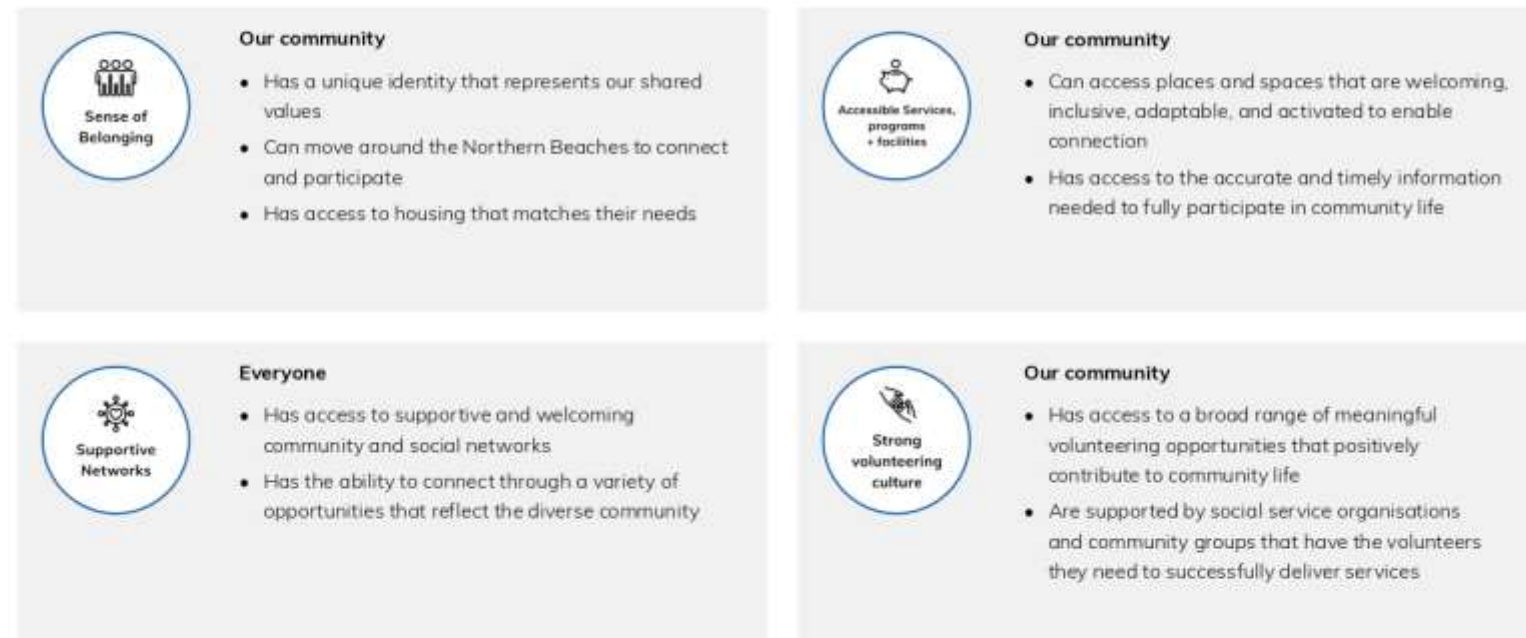 Sense of
Belonging
Our community
• Has a unique identity that represents our shared
values
• Can move around the Northern Beaches to connect
and participate
• Has access to housing that matches their needs
Accessible Services,
programs
+ facilities
Our community
• Can access places and spaces that are welcoming,
inclusive, adaptable, and activated to enable
connection
• Has access to the accurate and timely information
needed to fully participate in community life
Supportive
Networks
Everyone
• Has access to supportive and welcoming
community and social networks
• Has the ability to connect through a variety of
opportunities that reflect the diverse community
Strong
volunteering
culture
Our community
• Has access to a broad range of meaningful
volunteering opportunities that positively
contribute to community life
• Are supported by social service organisations
and community groups that have the volunteers
they need to successfully deliver services